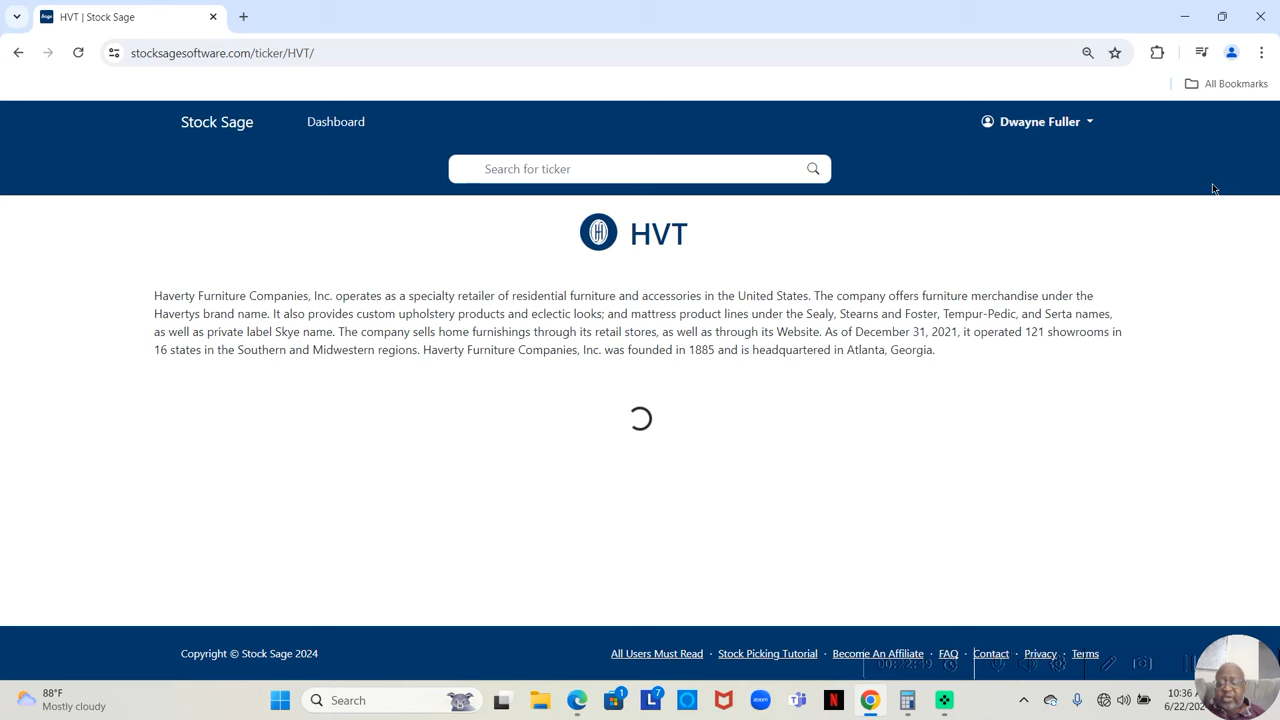 HVT | Stock Sage
stocksagesoftware.com/ticker/HVT/
All Bookmarks
Stock Sage Dashboard Dwayne Fuller
Search for ticker
HVT
Haverty Furniture Companies, Inc. operates as a specialty retailer of residential furniture and accessories in the United States. The company offers furniture merchandise under the
Havertys brand name. It also provides custom upholstery products and eclectic looks; and mattress product lines under the Sealy, Stearns and Foster, Tempur-Pedic, and Serta names,
as well as private label Skye name. The company sells home furnishings through its retail stores, as well as through its Website. As of December 31, 2021, it operated 121 showrooms in
16 states in the Southern and Midwestern regions. Haverty Furniture Companies, Inc. was founded in 1885 and is headquartered in Atlanta, Georgia.
Copyright © Stock Sage 2024 All Users Must Read · Stock Picking Tutorial · Become An Affiliate · FAQ · Contact · Privacy · Terms
88°F
Mostly cloudy
Search
10:36
6/22/